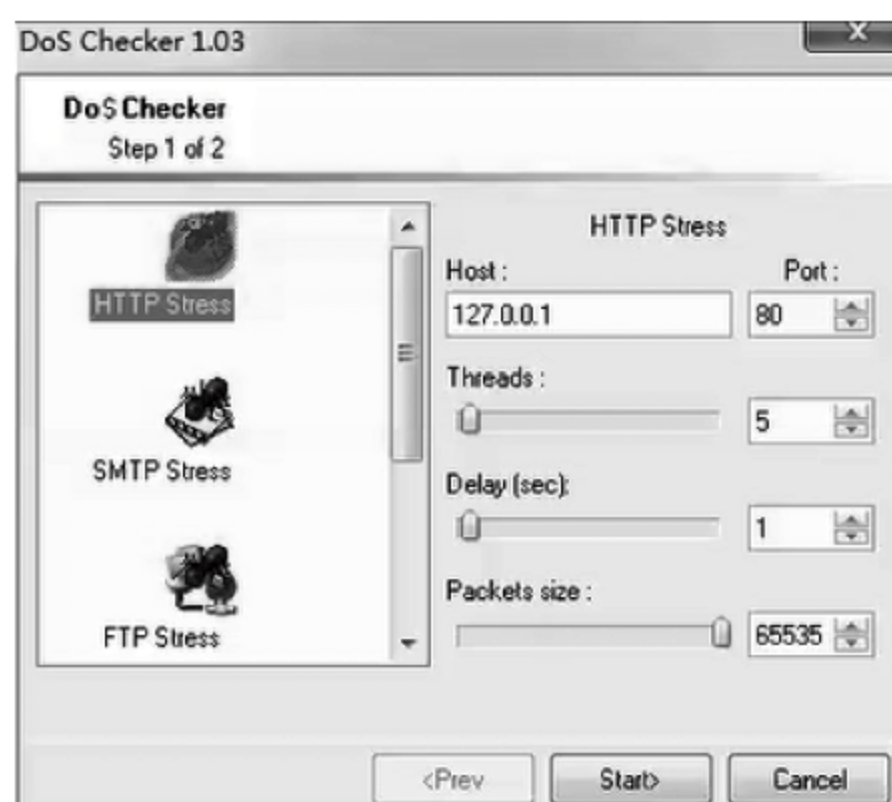 DoS Checker 1.03
DoS Checker
Step 1 of 2
HTTP Stress
SMTP Stress
FTP Stress
HTTP Stress
Host :
Port :
127.0.0.1
80
Threads :
5
Delay (sec):
1
Packets size :
65535
<Prev
Start>
Cancel